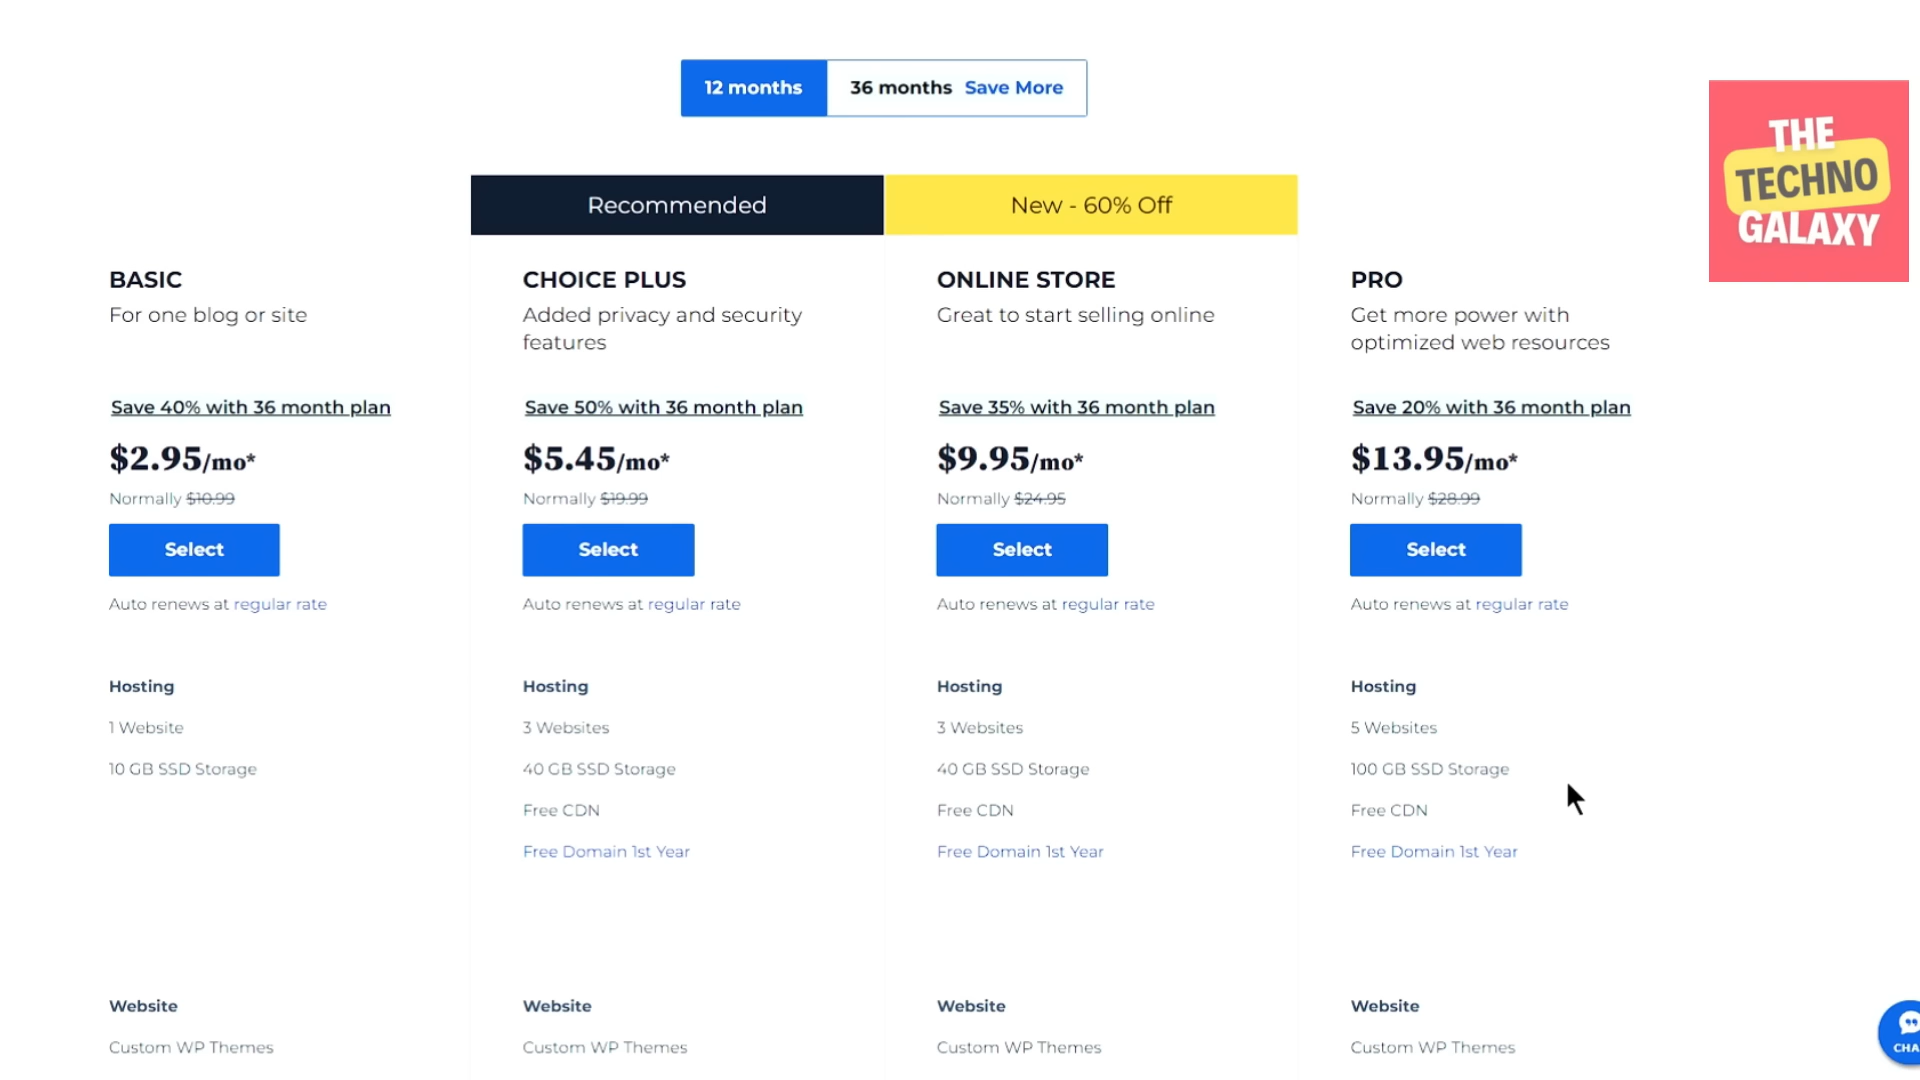 12 months
36 months Save More
THE
TECHNO
GALAXY
Recommended
New - 60% Off
BASIC
For one blog or site
Save 40% with 36 month plan
$2.95/mo*
Normally $10.99
Select
Auto renews at regular rate
Hosting
1 Website
10 GB SSD Storage
Website
Custom WP Themes
CHOICE PLUS
Added privacy and security
features
Save 50% with 36 month plan
$5.45/mo*
Normally $19.99
Select
Auto renews at regular rate
Hosting
3 Websites
40 GB SSD Storage
Free CDN
Free Domain 1st Year
Website
Custom WP Themes
ONLINE STORE
Great to start selling online
Save 35% with 36 month plan
$9.95/mo*
Normally $24.95
Select
Auto renews at regular rate
Hosting
3 Websites
40 GB SSD Storage
Free CDN
Free Domain 1st Year
Website
Custom WP Themes
PRO
Get more power with
optimized web resources
Save 20% with 36 month plan
$13.95/mo*
Normally $28.99
Select
Auto renews at regular rate
Hosting
5 Websites
100 GB SSD Storage
Free CDN
Free Domain 1st Year
Website
Custom WP Themes
CHA